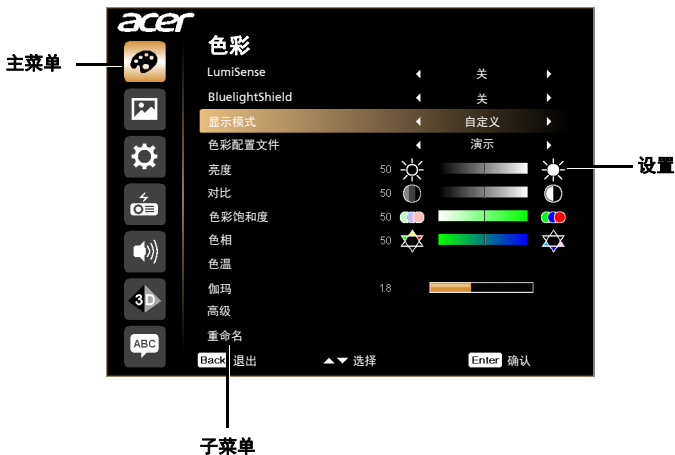 acer
色彩
主菜单
LumiSense 关
BluelightShield 关
显示模式 自定义
色彩配置文件 演示
亮度 50
设置
对比 50
色彩饱和度 50
色相 50
色温
伽玛 1.8
高级
3D
重命名
ABC
Back 退出 选择 Enter 确认
子菜单